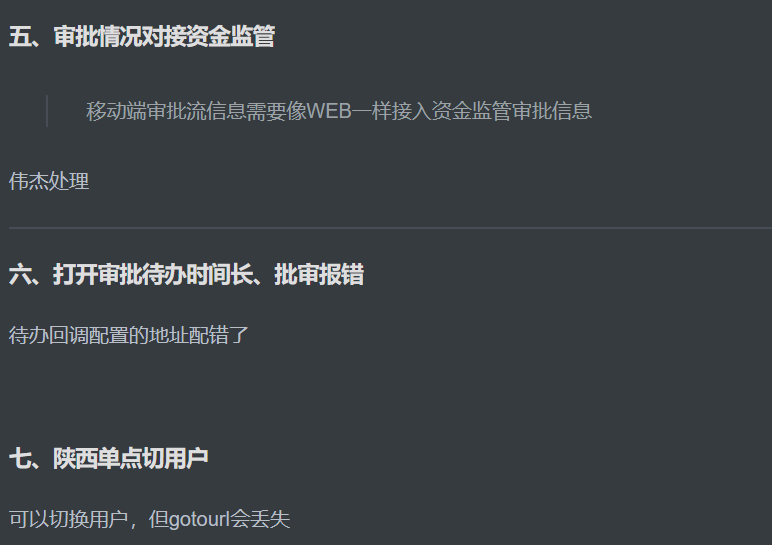 五、审批情况对接资金监管
移动端审批流信息需要像WEB一样接入资金监管审批信息
伟杰处理
六、打开审批待办时间长、批审报错
待办回调配置的地址配错了
七、陕西单点切用户
可以切换用户，但gotourl会丢失